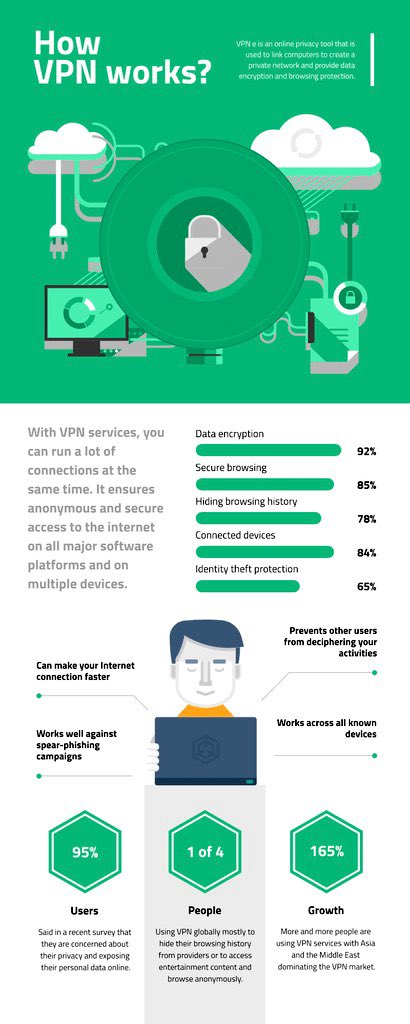 How
VPN works?
VPN e is an online privacy tool that is
used to link computers to create a
private network and provide data
encryption and browsing protection.
With VPN services, you
can run a lot of
connections at the
same time. It ensures
anonymous and secure
access to the internet
on all major software
platforms and on
multiple devices.
Data encryption
92%
Secure browsing
85%
Hiding browsing history
78%
Connected devices
84%
Identity theft protection
65%
Can make your Internet
connection faster
Works well against
spear-phishing
campaigns
Prevents other users
from deciphering your
activities
Works across all known
devices
95%
Users
Said in a recent survey that
they are concerned about
their privacy and exposing
their personal data online.
1 of 4
People
Using VPN globally mostly to
hide their browsing history
from providers or to access
entertainment content and
browse anonymously.
165%
Growth
More and more people are
using VPN services with Asia
and the Middle East
dominating the VPN market.